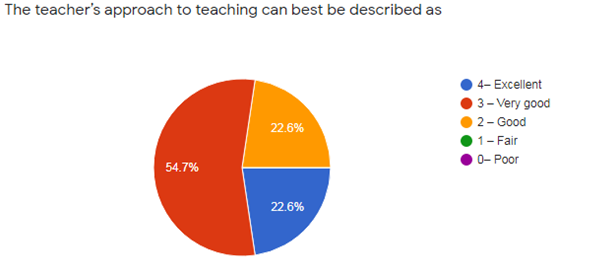 The teacher's approach to teaching can best be described as
4– Excellent
3 – Very good
2 – Good
1 – Fair
0– Poor
22.6%
54.7%
22.6%